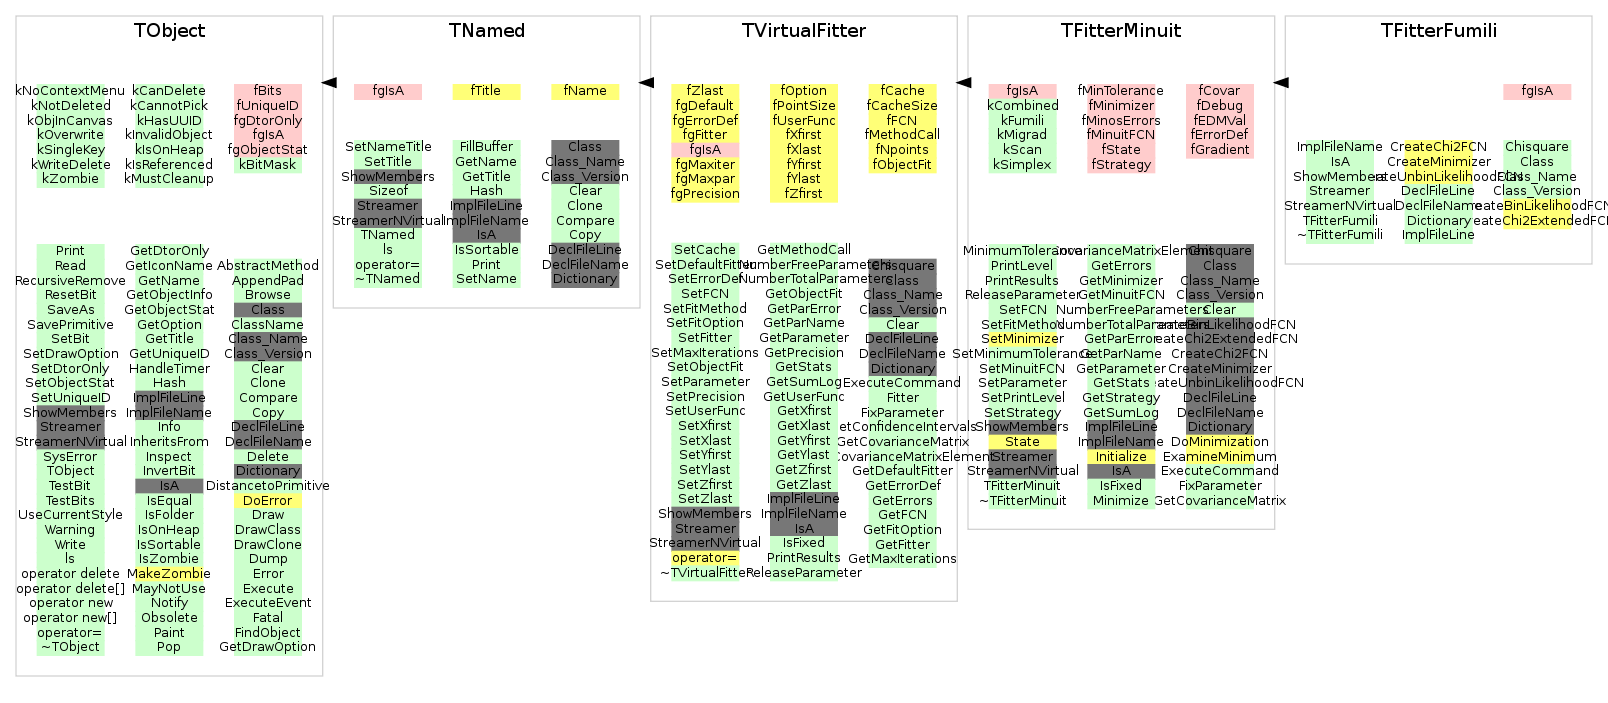 TObject
kNoContextMenu
kNotDeleted
kObjInCanvas
kOverwrite
kSingleKey
kWriteDelete
kZombie
kCanDelete
kCannotPick
kHasUUID
kInvalidObject
kIsOnHeap
kIsReferenced
kMustCleanup
fBits
fUniqueID
fgDtorOnly
fgIsA
fgObjectStat
kBitMask
Print
Read
RecursiveRemove
ResetBit
SaveAs
SavePrimitive
SetBit
SetDrawOption
SetDtorOnly
SetObjectStat
SetUniqueID
ShowMembers
Streamer
StreamerNVirtual
SysError
TObject
TestBit
TestBits
UseCurrentStyle
Warning
Write
ls
operator delete
operator delete[]
operator new
operator new[]
operator=
~TObject
GetDtorOnly
GetIconName
GetName
GetObjectInfo
GetObjectStat
GetOption
GetTitle
GetUniqueID
HandleTimer
Hash
ImplFileLine
ImplFileName
Info
InheritsFrom
Inspect
InvertBit
IsA
IsEqual
IsFolder
IsOnHeap
IsSortable
IsZombie
MakeZombie
MayNotUse
Notify
Obsolete
Paint
Pop
AbstractMethod
AppendPad
Browse
Class
ClassName
Class_Name
Class_Version
Clear
Clone
Compare
Copy
DeclFileLine
DeclFileName
Delete
Dictionary
DistancetoPrimitive
DoError
Draw
DrawClass
DrawClone
Dump
Error
Execute
ExecuteEvent
Fatal
FindObject
GetDrawOption
TNamed
fgIsA
fTitle
fName
SetNameTitle
SetTitle
ShowMembers
Sizeof
Streamer
StreamerNVirtual
TNamed
ls
operator=
~TNamed
FillBuffer
GetName
GetTitle
Hash
ImplFileLine
ImplFileName
IsA
IsSortable
Print
SetName
Class
Class_Name
Class_Version
Clear
Clone
Compare
Copy
DeclFileLine
DeclFileName
Dictionary
TVirtualFitter
fZlast
fgDefault
fgErrorDef
fgFitter
fgIsA
fgMaxiter
fgMaxpar
fgPrecision
fOption
fPointSize
fUserFunc
fXfirst
fXlast
fYfirst
fYlast
fZfirst
fCache
fCacheSize
fFCN
fMethodCall
fNpoints
fObjectFit
SetCache
SetDefaultFitter
SetErrorDef
SetFCN
SetFitMethod
SetFitOption
SetFitter
SetMaxIterations
SetObjectFit
SetParameter
SetPrecision
SetUserFunc
SetXfirst
SetXlast
SetYfirst
SetYlast
SetZfirst
SetZlast
ShowMembers
Streamer
StreamerNVirtual
operator=
~TVirtualFitter
GetMethodCall
NumberFreeParameters
NumberTotalParameters
GetObjectFit
GetParError
GetParName
GetParameter
GetPrecision
GetStats
GetSumLog
GetUserFunc
GetXfirst
GetXlast
GetYfirst
GetYlast
GetZfirst
GetZlast
ImplFileLine
ImplFileName
IsA
IsFixed
PrintResults
ReleaseParameter
Chisquare
Class
Class_Name
Class_Version
Clear
DeclFileLine
DeclFileName
Dictionary
ExecuteCommand
Fitter
FixParameter
etConfidenceIntervals
GetCovarianceMatrix
CovarianceMatrixElement
GetDefaultFitter
GetErrorDef
GetErrors
GetFCN
GetFitOption
GetFitter
GetMaxIterations
TFitterMinuit
fgIsA
kCombined
kFumili
kMigrad
kScan
kSimplex
fMinTolerance
fMinimizer
fMinosErrors
fMinuitFCN
fState
fStrategy
fCovar
fDebug
fEDMVal
fErrorDef
fGradient
MinimumTolerance
PrintLevel
PrintResults
ReleaseParameter
SetFCN
SetFitMethod
SetMinimizer
SetMinimumTolerance
SetMinuitFCN
SetParameter
SetPrintLevel
SetStrategy
ShowMembers
State
Streamer
StreamerNVirtual
TFitterMinuit
~TFitterMinuit
ovarianceMatrixElement
GetErrors
GetMinimizer
GetMinuitFCN
NumberFreeParameters
NumberTotalParameters
GetParError
GetParName
GetParameter
GetStats
GetStrategy
GetSumLog
ImplFileLine
ImplFileName
Initialize
IsA
IsFixed
Minimize
Chisquare
Class
Class_Name
Class_Version
Clear
eateBinLikelihoodFCN
reateChi2ExtendedFCN
CreateChi2FCN
CreateMinimizer
ateUnbinLikelihoodFCN
DeclFileLine
DeclFileName
Dictionary
DoMinimization
ExamineMinimum
ExecuteCommand
FixParameter
GetCovarianceMatrix
TFitterFumili
fgIsA
ImplFileName
IsA
ShowMembers
Streamer
StreamerNVirtual
TFitterFumili
~TFitterFumili
CreateChi2FCN
CreateMinimizer
eateUnbinLikelihoodFCN
DeclFileLine
DeclFileName
Dictionary
ImplFileLine
Chisquare
Class
Class_Name
Class_Version
eateBinLikelihoodFCN
eateChi2ExtendedFCN